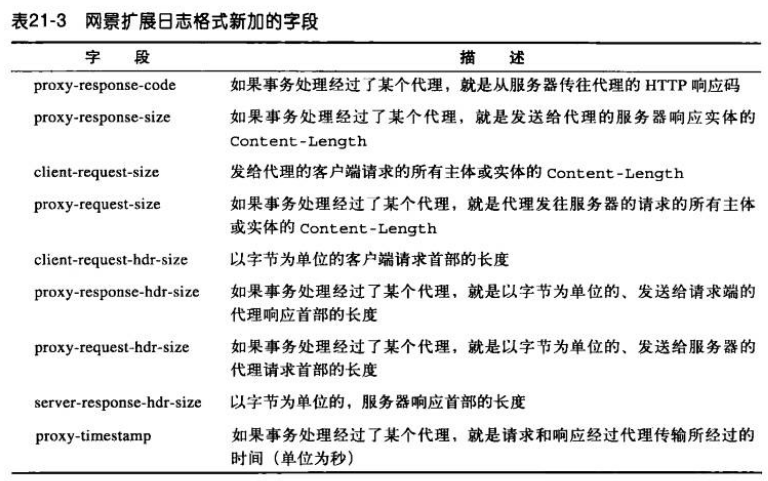 表21-3 网景扩展日志格式新加的字段
字 段 描 述
proxy-response-code 如果事务处理经过了某个代理，就是从服务器传往代理的 HTTP 响应码
proxy-response-size 如果事务处理经过了某个代理，就是发送给代理的服务器响应实体的
Content-Length
client-request-size 发给代理的客户端请求的所有主体或实体的 Content-Length
proxy-request-size 如果事务处理经过了某个代理，就是代理发往服务器的请求的所有主体
或实体的 Content-Length
client-request-hdr-size 以字节为单位的客户端请求首部的长度
proxy-response-hdr-size 如果事务处理经过了某个代理，就是以字节为单位的、发送给请求端的
代理响应首部的长度
proxy-request-hdr-size 如果事务处理经过了某个代理，就是以字节为单位的、发送给服务器的
代理请求首部的长度
server-response-hdr-size 以字节为单位的，服务器响应首部的长度
proxy-timestamp 如果事务处理经过了某个代理，就是请求和响应经过代理传输所经过的
时间（单位为秒）